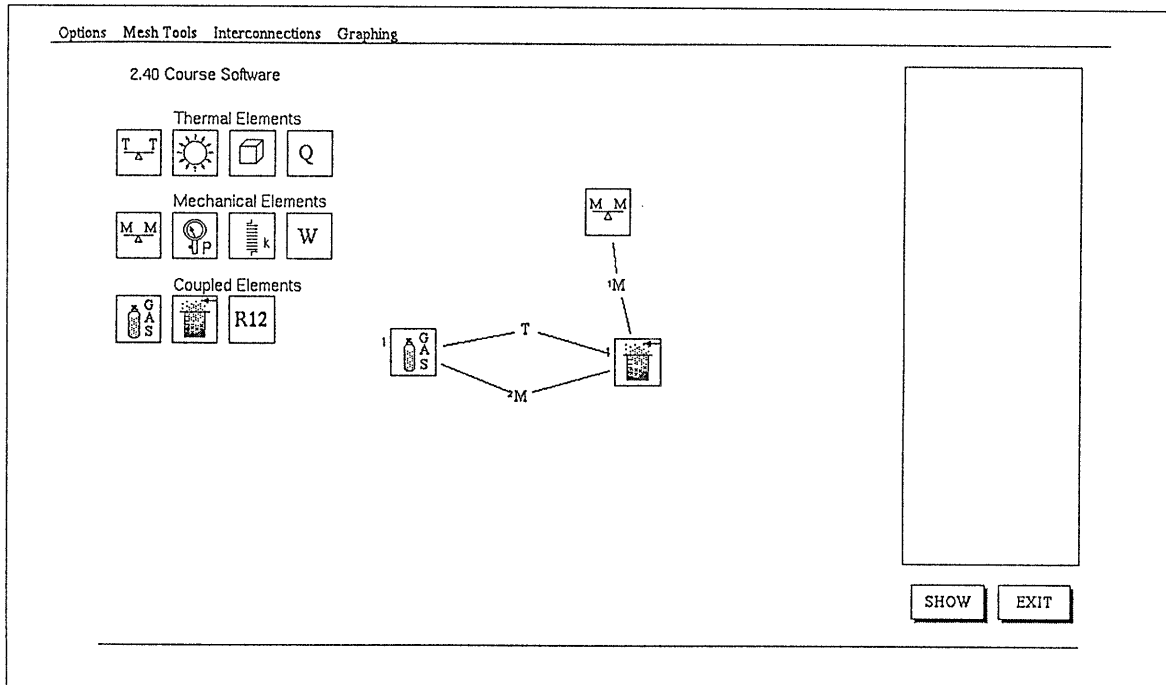 Options Mesh Tools Interconnections Graphing
2.40 Course Software
Thermal Elements
T T Q
Mechanical Elements
M M P k W
Coupled Elements
GAS R12
M M
¹M
T
1 GAS 1
²M
SHOW EXIT